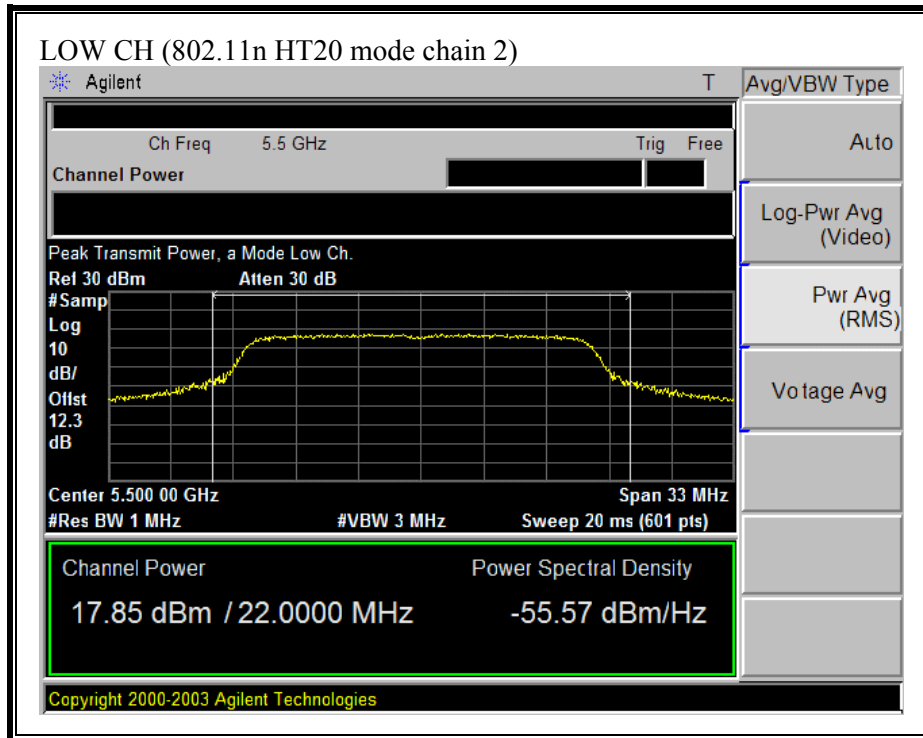 LOW CH (802.11n HT20 mode chain 2)
Agilent T Avg/VBW Type
Ch Freq 5.5 GHz Trig Free
Channel Power
Peak Transmit Power, a Mode Low Ch.
Ref 30 dBm Atten 30 dB
#Samp
Log
10
dB/
Offst
12.3
dB
Center 5.500 00 GHz Span 33 MHz
#Res BW 1 MHz #VBW 3 MHz Sweep 20 ms (601 pts)
Channel Power Power Spectral Density
17.85 dBm / 22.0000 MHz -55.57 dBm/Hz
Copyright 2000-2003 Agilent Technologies
Auto
Log-Pwr Avg
(Video)
Pwr Avg
(RMS)
Votage Avg